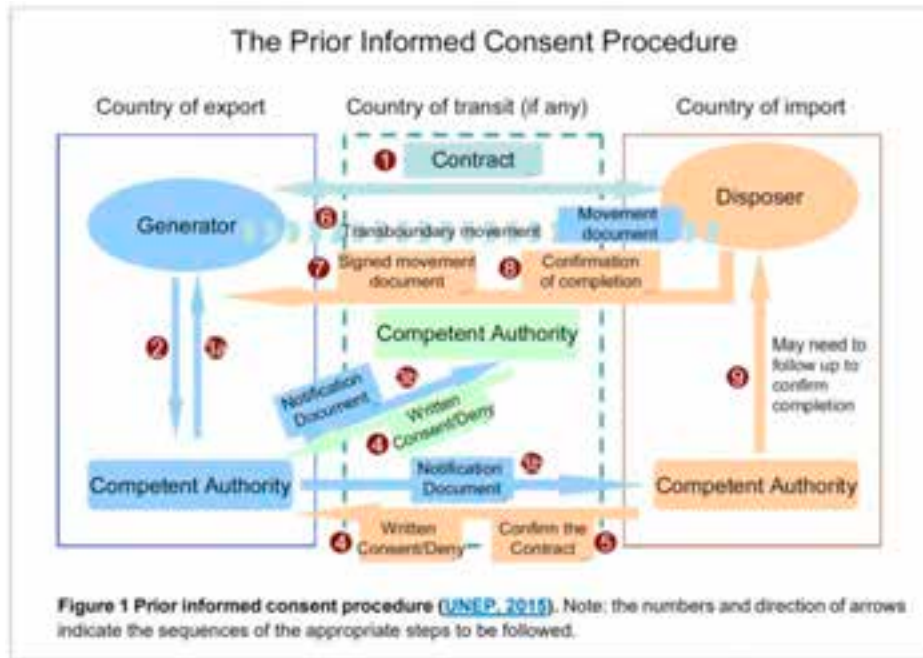 The Prior Informed Consent Procedure
Country of export
Country of transit (if any)
Country of import
1
Contract
Generator
Disposer
6
Transboundary movement
Movement
document
7
Signed movement
document
8
Confirmation
of completion
2
Competent Authority
9
May need to
follow up to
confirm
completion
Notification
Document
4
Written
Consent/Deny
Competent Authority
Notification
Document
Competent Authority
4
Written
Consent/Deny
Confirm the
Contract
5
Figure 1 Prior informed consent procedure (UNEP, 2015). Note: the numbers and direction of arrows
indicate the sequences of the appropriate steps to be followed.